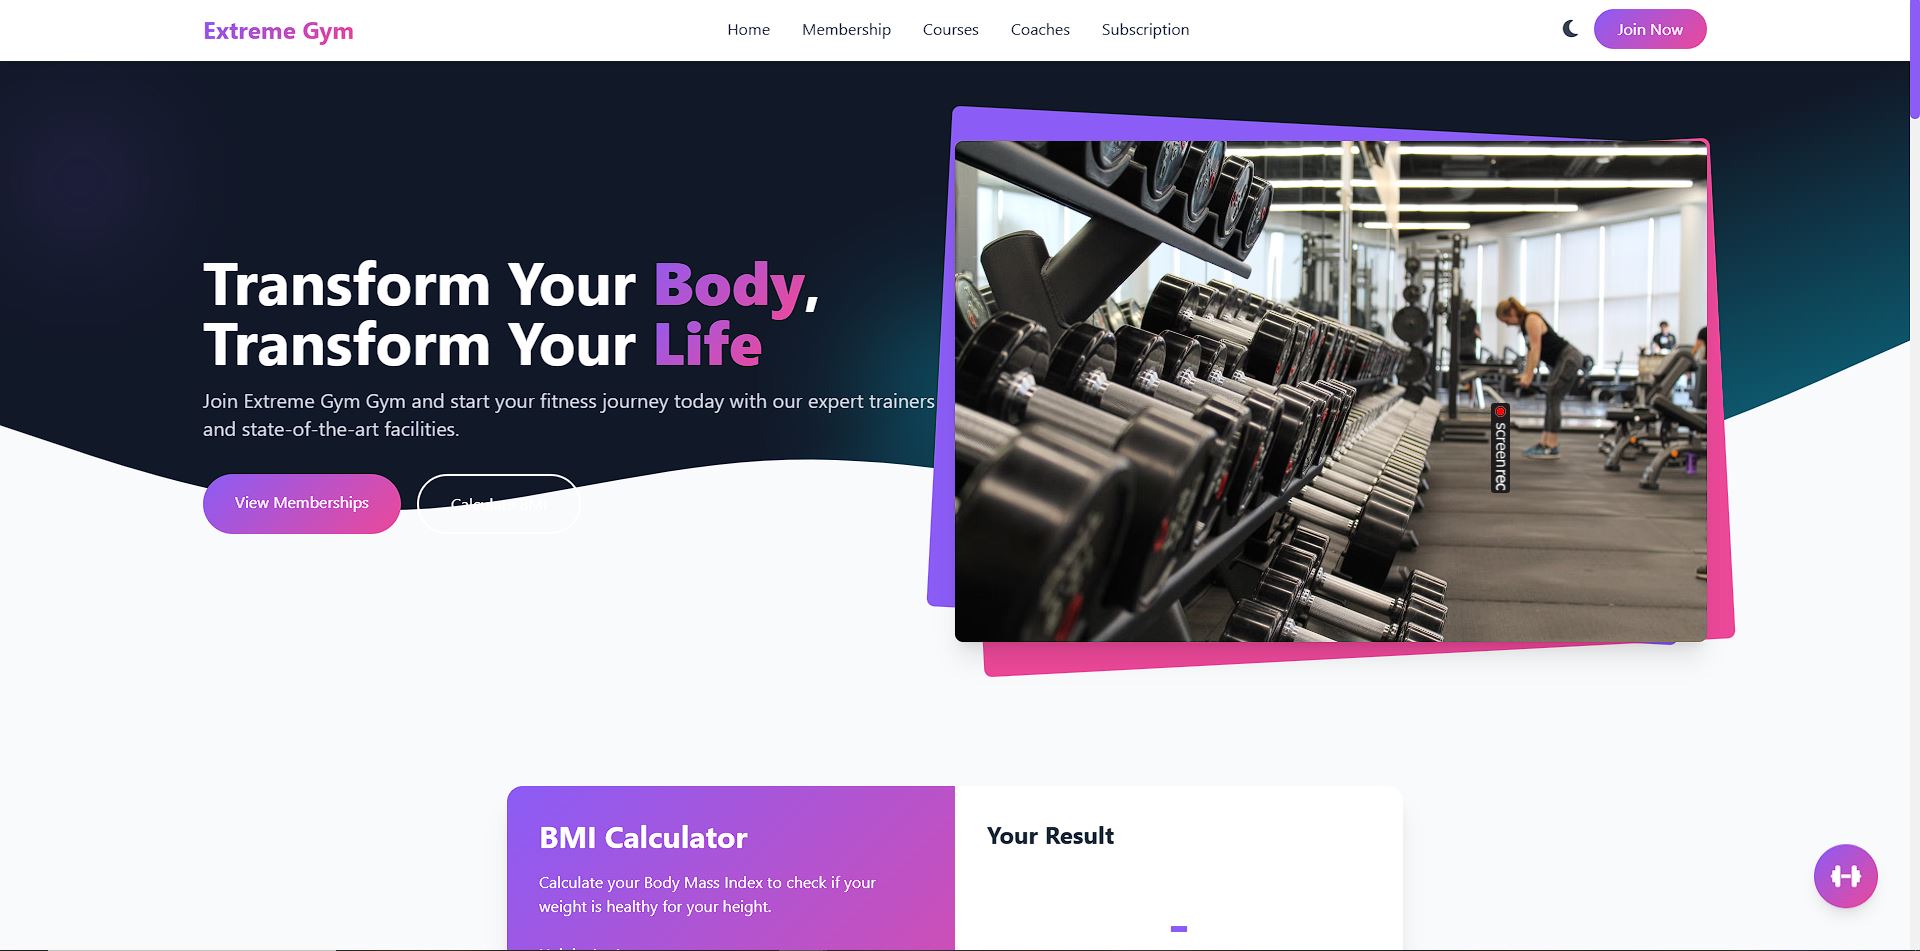 Extreme Gym
Home
Membership
Courses
Coaches
Subscription
Join Now
Transform Your Body,
Transform Your Life
Join Extreme Gym Gym and start your fitness journey today with our expert trainers
and state-of-the-art facilities.
View Memberships
Calculate BMI
screenrec
BMI Calculator
Calculate your Body Mass Index to check if your
weight is healthy for your height.
Your Result
-